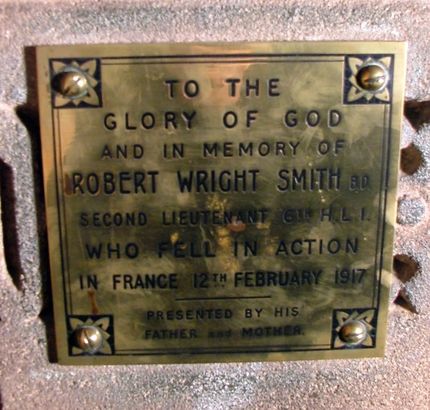 TO THE
GLORY OF GOD
AND IN MEMORY OF
ROBERT WRIGHT SMITH B.D.
SECOND LIEUTENANT 6TH H.L.I.
WHO FELL IN ACTION
IN FRANCE 12TH FEBRUARY 1917
PRESENTED BY HIS
FATHER and MOTHER.